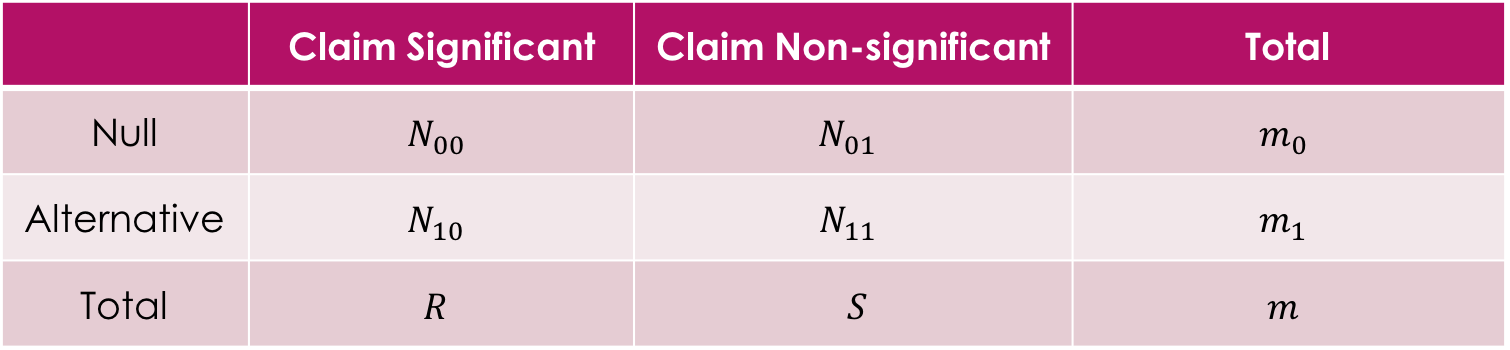 Claim Significant Claim Non-significant Total
Null N₀₀ N₀₁ m₀
Alternative N₁₀ N₁₁ m₁
Total R S m